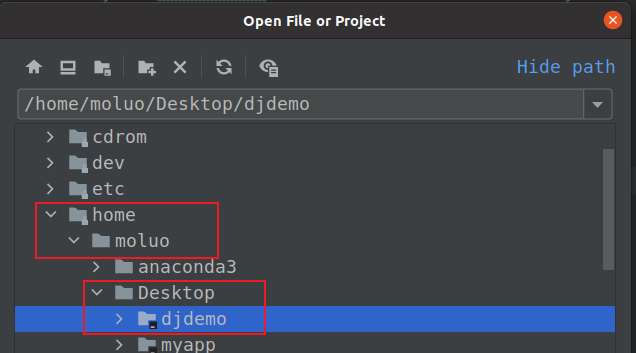 Open File or Project
Hide path
/home/moluo/Desktop/djdemo
cdrom
dev
etc
home
moluo
anaconda3
Desktop
djdemo
myapp